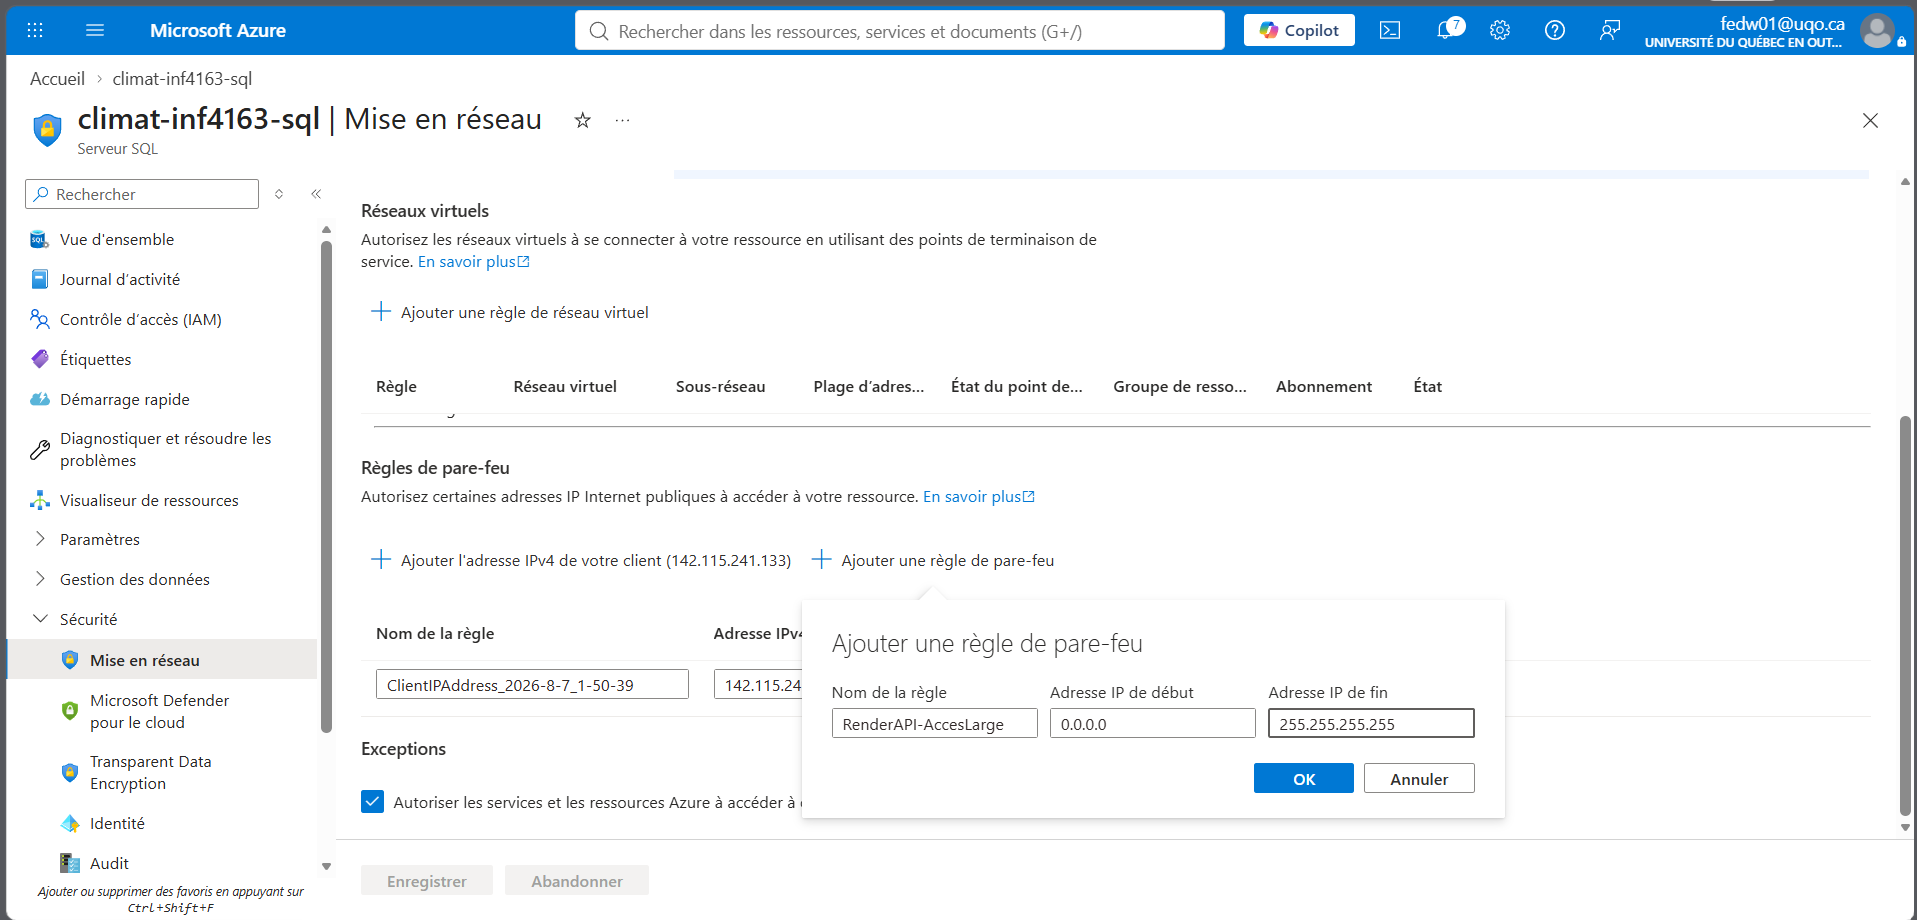 Microsoft Azure
Rechercher dans les ressources, services et documents (G+/)
Copilot
7
fedw01@uqo.ca
UNIVERSITÉ DU QUÉBEC EN OUT...
Accueil
climat-inf4163-sql
climat-inf4163-sql | Mise en réseau
Serveur SQL
Rechercher
Vue d'ensemble
Journal d'activité
Contrôle d'accès (IAM)
Étiquettes
Démarrage rapide
Diagnostiquer et résoudre les
problèmes
Visualiseur de ressources
Paramètres
Gestion des données
Sécurité
Mise en réseau
Microsoft Defender
pour le cloud
Transparent Data
Encryption
Identité
Audit
Ajouter ou supprimer des favoris en appuyant sur
Ctrl+Shift+F
Réseaux virtuels
Autorisez les réseaux virtuels à se connecter à votre ressource en utilisant des points de terminaison de
service. En savoir plus
Ajouter une règle de réseau virtuel
Règle Réseau virtuel Sous-réseau Plage d'adres... État du point de... Groupe de resso... Abonnement État
Règles de pare-feu
Autorisez certaines adresses IP Internet publiques à accéder à votre ressource. En savoir plus
Ajouter l'adresse IPv4 de votre client (142.115.241.133) Ajouter une règle de pare-feu
Nom de la règle Adresse IPv4
ClientIPAddress_2026-8-7_1-50-39 142.115.24
Ajouter une règle de pare-feu
Nom de la règle Adresse IP de début Adresse IP de fin
RenderAPI-AccesLarge 0.0.0.0 255.255.255.255
OK Annuler
Exceptions
Autoriser les services et les ressources Azure à accéder à
Enregistrer Abandonner